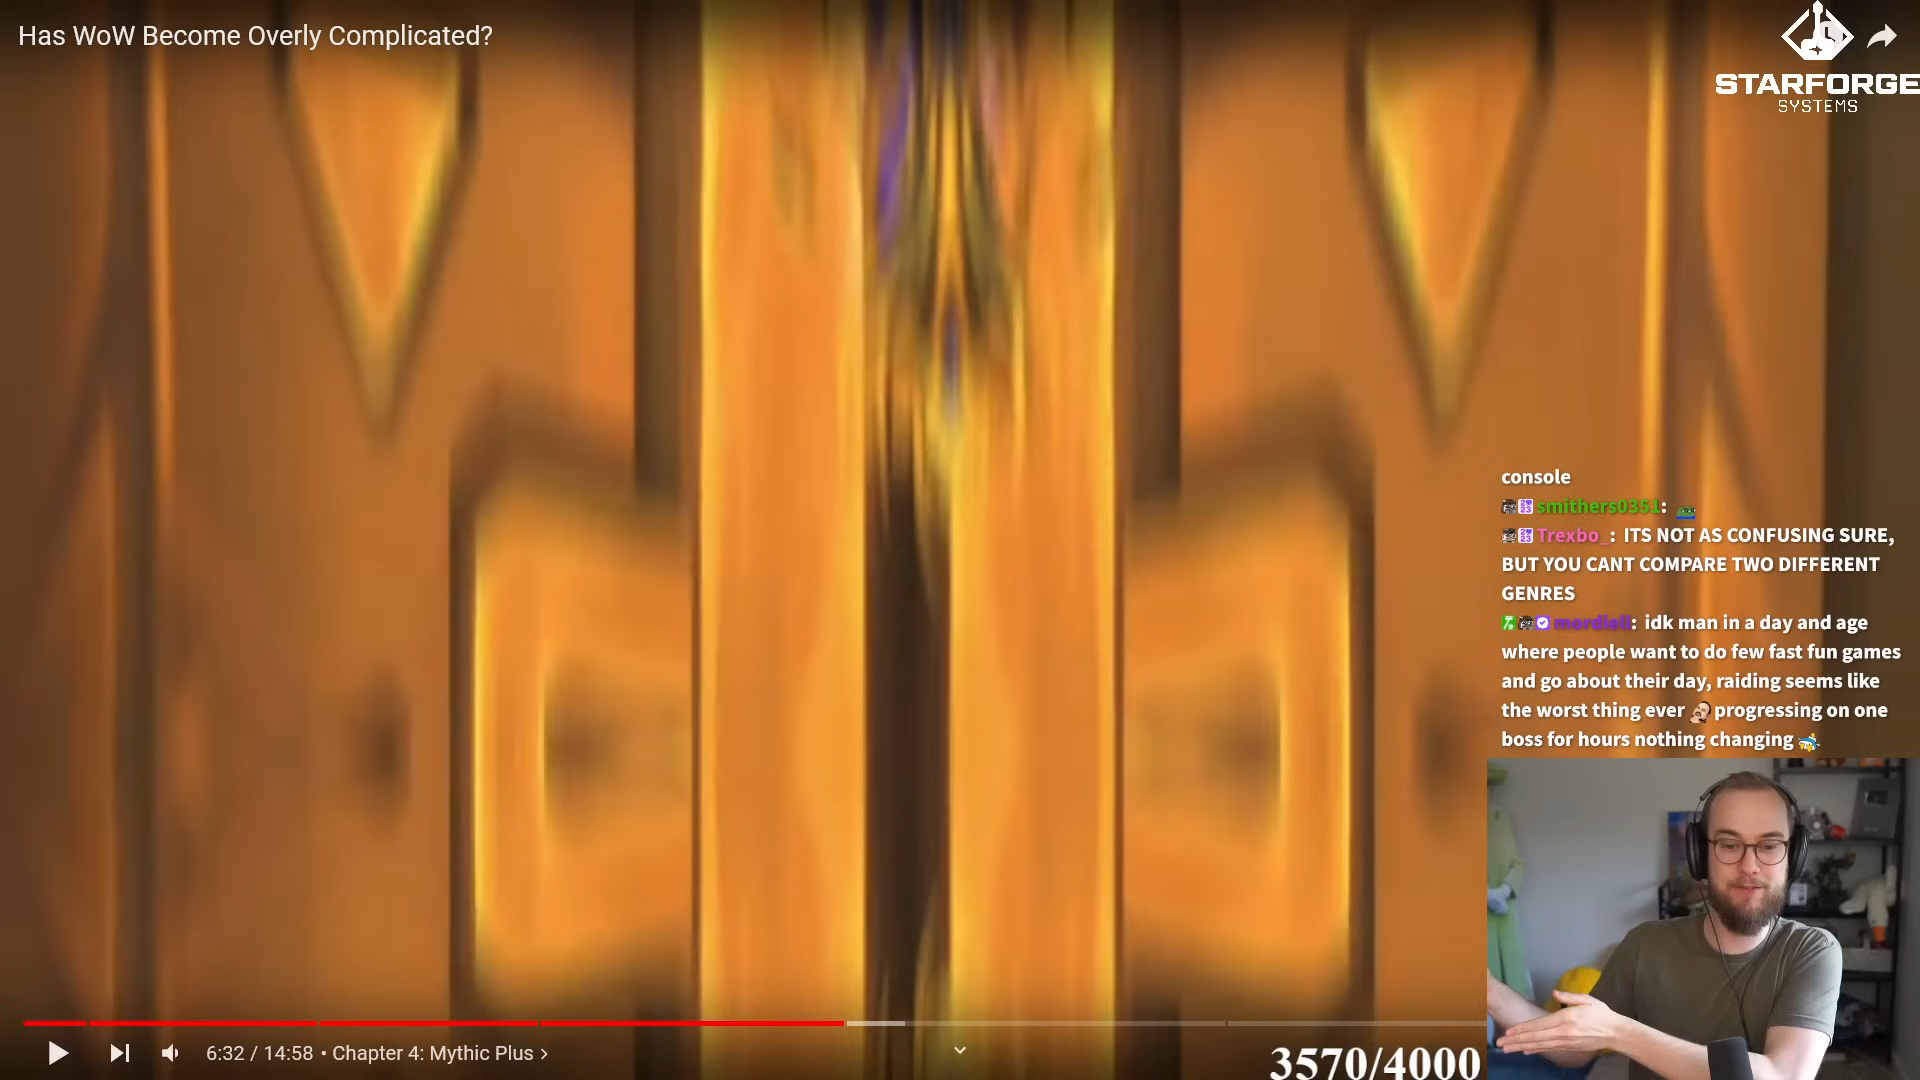 Has WoW Become Overly Complicated?
STARFORGE
SYSTEMS
console
smithers0351:
Trexbo_: ITS NOT AS CONFUSING SURE,
BUT YOU CANT COMPARE TWO DIFFERENT
GENRES
mordiell: idk man in a day and age
where people want to do few fast fun games
and go about their day, raiding seems like
the worst thing ever progressing on one
boss for hours nothing changing
6:32 / 14:58 • Chapter 4: Mythic Plus >
3570/4000